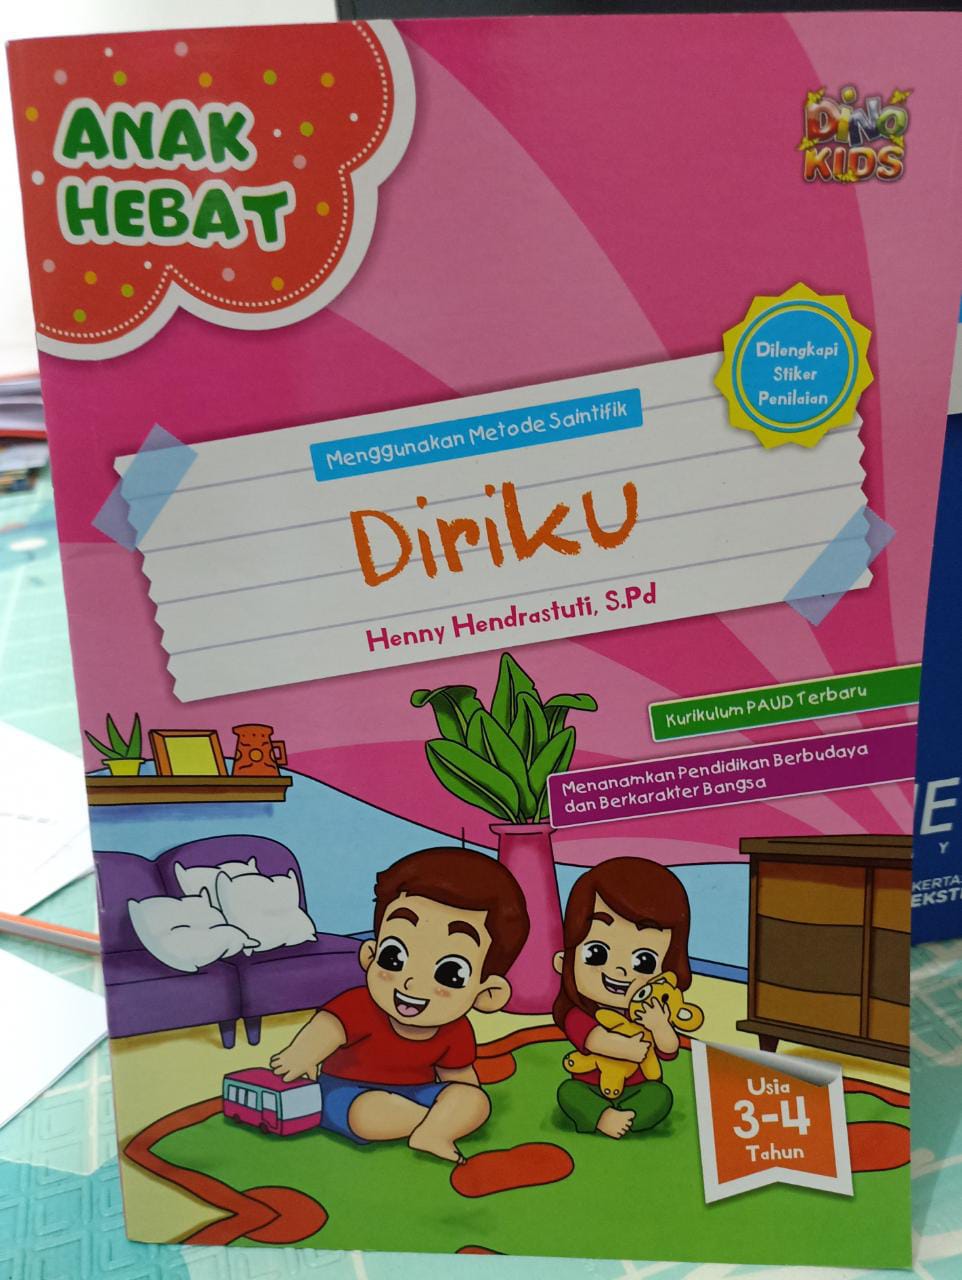 ANAK
HEBAT
DINO
KIDS
Dilengkapi
Stiker
Penilaian
Menggunakan Metode Saintifik
Diriku
Henny Hendrastuti, S.Pd
Kurikulum PAUD Terbaru
Menanamkan Pendidikan Berbudaya
dan Berkarakter Bangsa
Usia
3-4
Tahun